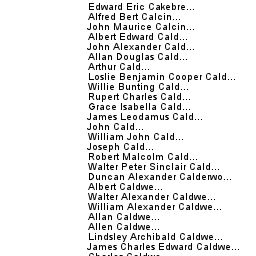 Edward Eric Cakebre...
Alfred Bert Calcin...
John Maurice Calcin...
Albert Edward Cald...
John Alexander Cald...
Allan Douglas Cald...
Arthur Cald...
Loslie Benjamin Cooper Cald...
Willie Bunting Cald...
Rupert Charles Cald...
Grace Isabella Cald...
James Leodamus Cald...
John Cald...
William John Cald...
Joseph Cald...
Robert Malcolm Cald...
Walter Peter Sinclair Cald...
Duncan Alexander Calderwo...
Albert Caldwe...
Walter Alexander Caldwe...
William Alexander Caldwe...
Allan Caldwe...
Allen Caldwe...
Lindsley Archibald Caldwe...
James Charles Edward Caldwe...
Charles Caldwe...